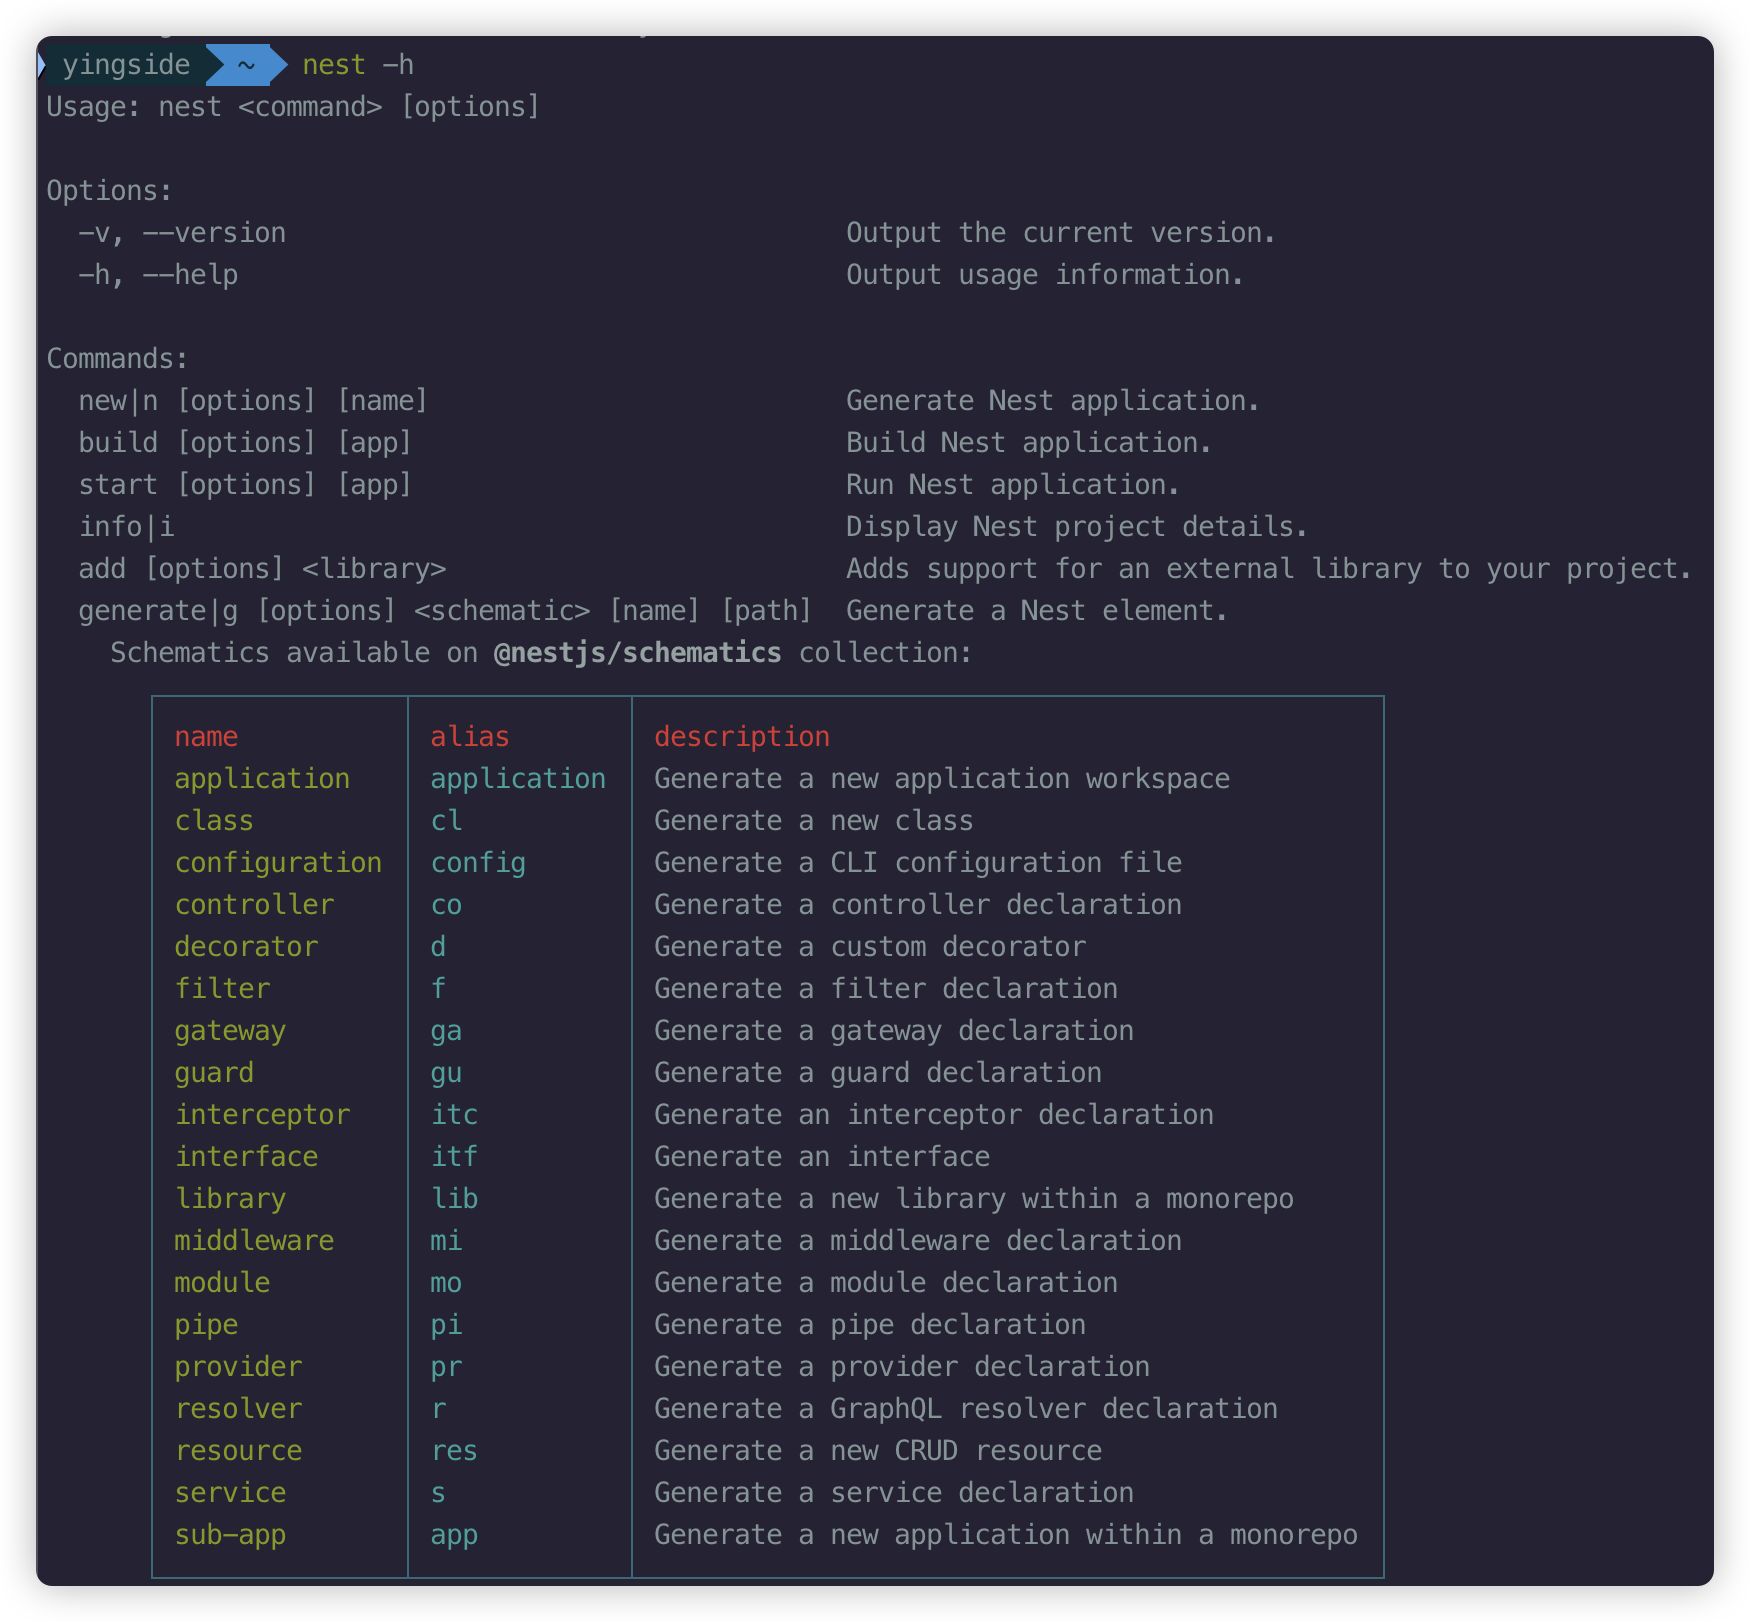 yingside ~ nest -h
Usage: nest <command> [options]
Options:
-v, --version Output the current version.
-h, --help Output usage information.
Commands:
new|n [options] [name] Generate Nest application.
build [options] [app] Build Nest application.
start [options] [app] Run Nest application.
info|i Display Nest project details.
add [options] <library> Adds support for an external library to your project.
generate|g [options] <schematic> [name] [path] Generate a Nest element.
Schematics available on @nestjs/schematics collection:
name alias description
application application Generate a new application workspace
class cl Generate a new class
configuration config Generate a CLI configuration file
controller co Generate a controller declaration
decorator d Generate a custom decorator
filter f Generate a filter declaration
gateway ga Generate a gateway declaration
guard gu Generate a guard declaration
interceptor itc Generate an interceptor declaration
interface itf Generate an interface
library lib Generate a new library within a monorepo
middleware mi Generate a middleware declaration
module mo Generate a module declaration
pipe pi Generate a pipe declaration
provider pr Generate a provider declaration
resolver r Generate a GraphQL resolver declaration
resource res Generate a new CRUD resource
service s Generate a service declaration
sub-app app Generate a new application within a monorepo